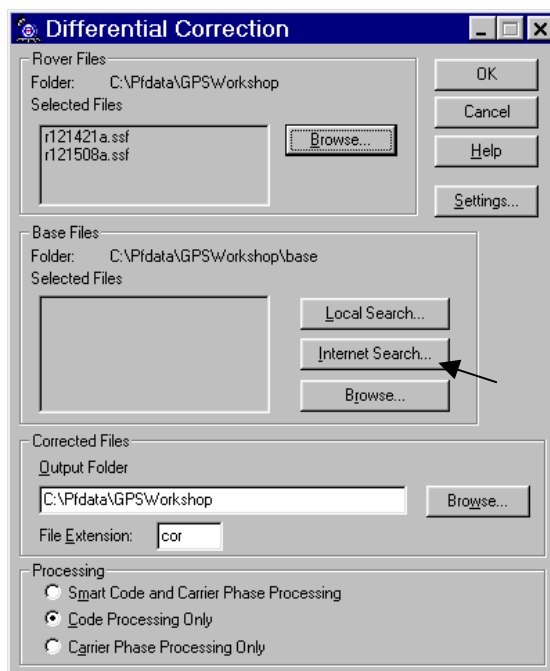 Differential Correction
Rover Files
Folder: C:\Pfdata\GPSWorkshop
Selected Files
r121421a.ssf
r121508a.ssf
Browse...
OK
Cancel
Help
Settings...
Base Files
Folder: C:\Pfdata\GPSWorkshop\base
Selected Files
Local Search...
Internet Search...
Browse...
Corrected Files
Output Folder
C:\Pfdata\GPSWorkshop
Browse...
File Extension: cor
Processing
Smart Code and Carrier Phase Processing
Code Processing Only
Carrier Phase Processing Only